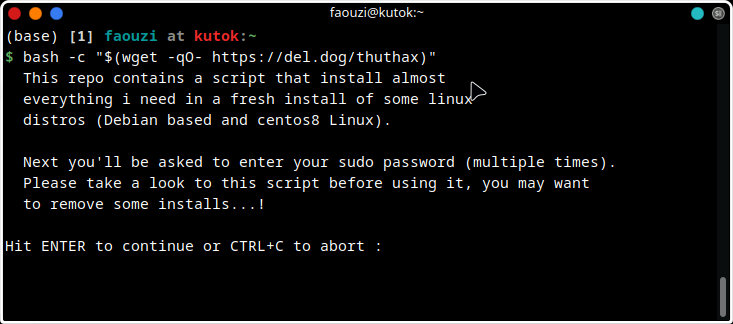 faouzi@kutok:~
(base) [1] faouzi at kutok:~
$ bash -c "$(wget -qO- https://del.dog/thuthax)"
This repo contains a script that install almost
everything i need in a fresh install of some linux
distros (Debian based and centos8 Linux).
Next you'll be asked to enter your sudo password (multiple times).
Please take a look to this script before using it, you may want
to remove some installs...!
Hit ENTER to continue or CTRL+C to abort :